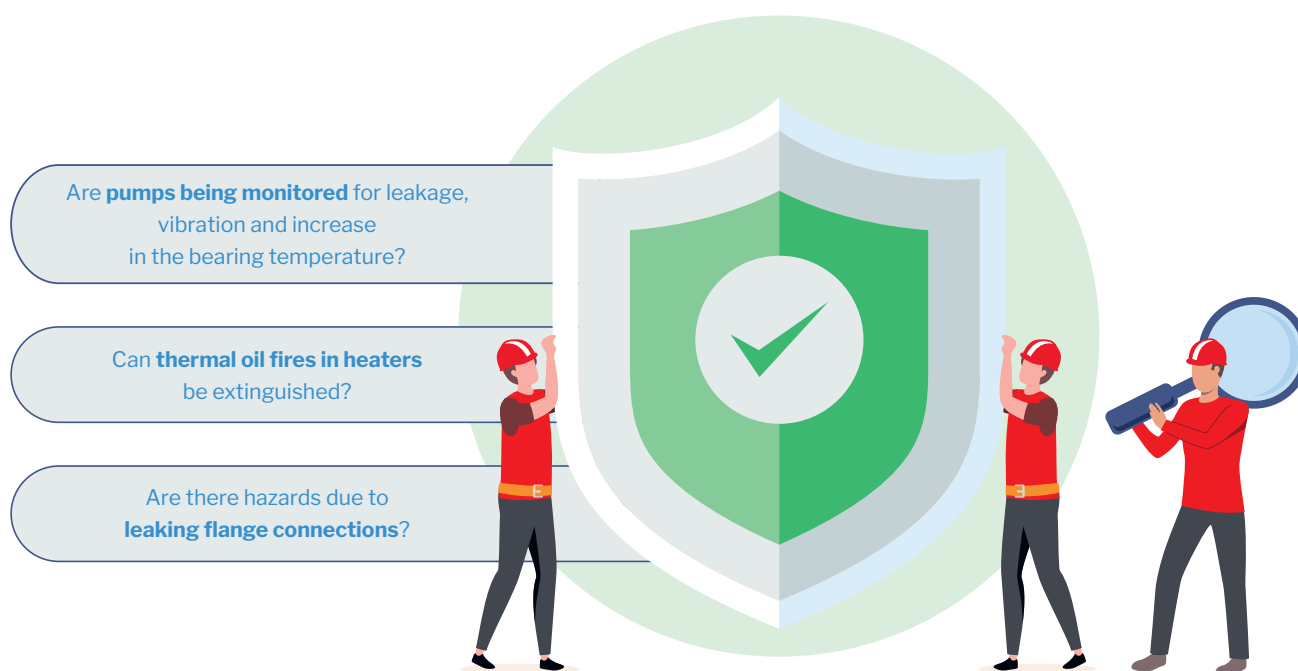 Are pumps being monitored for leakage,
vibration and increase
in the bearing temperature?
Can thermal oil fires in heaters
be extinguished?
Are there hazards due to
leaking flange connections?